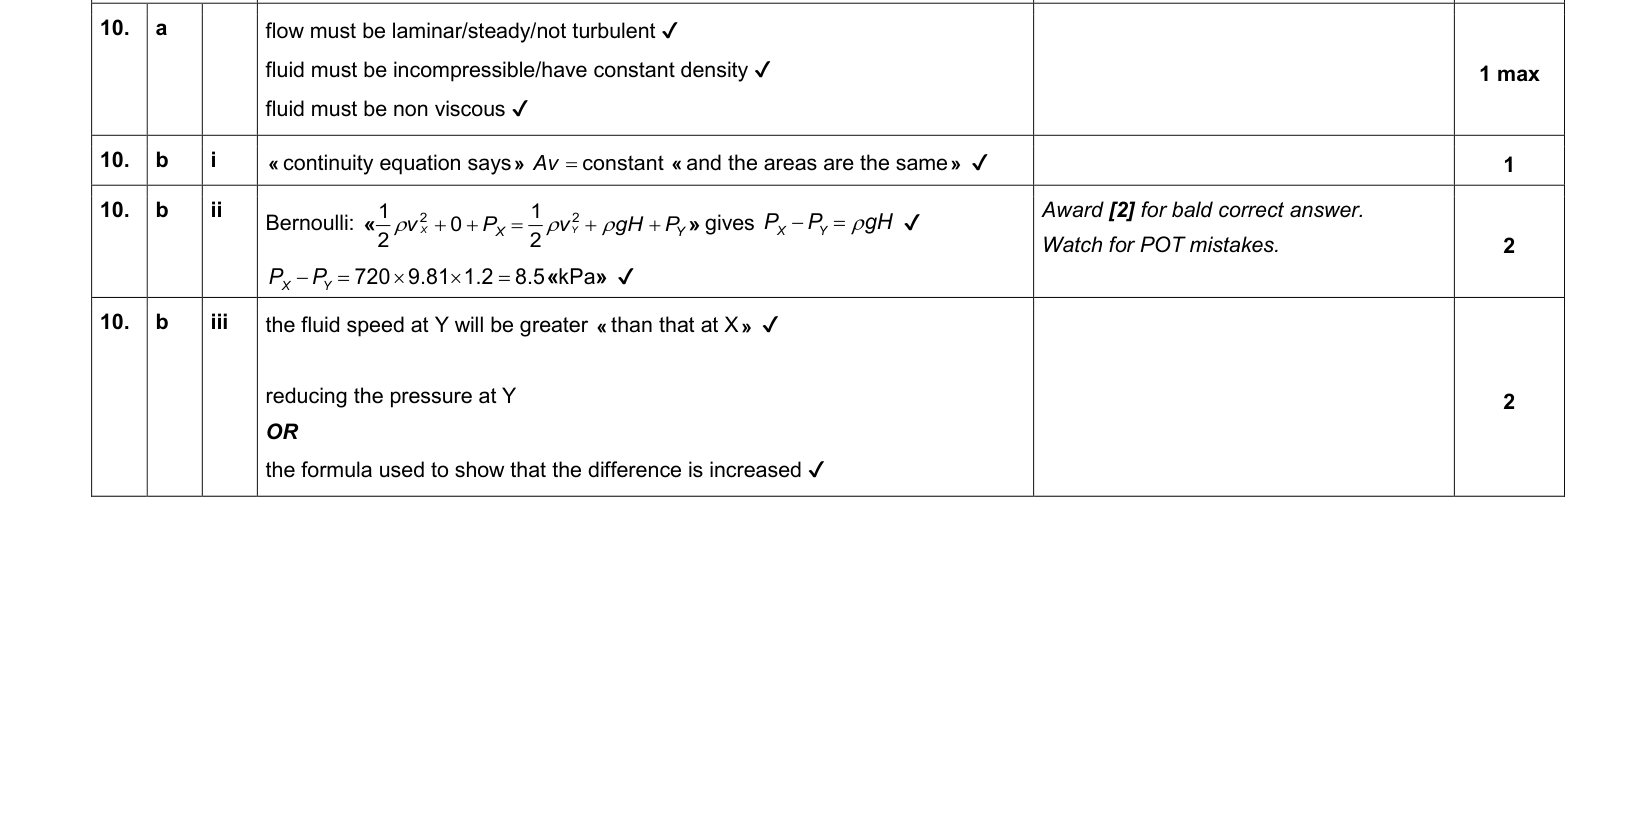 10. a flow must be laminar/steady/not turbulent ✓
fluid must be incompressible/have constant density ✓
1 max
fluid must be non viscous ✓
10. b i « continuity equation says» Av = constant « and the areas are the same» ✓ 1
10. b ii Bernoulli: «½ρv_X² + 0 + P_X = ½ρv_Y² + ρgH + P_Y» gives P_X − P_Y = ρgH ✓ Award [2] for bald correct answer.
Watch for POT mistakes.
2
P_X − P_Y = 720×9.81×1.2 = 8.5«kPa» ✓
10. b iii the fluid speed at Y will be greater « than that at X» ✓
reducing the pressure at Y
2
OR
the formula used to show that the difference is increased ✓